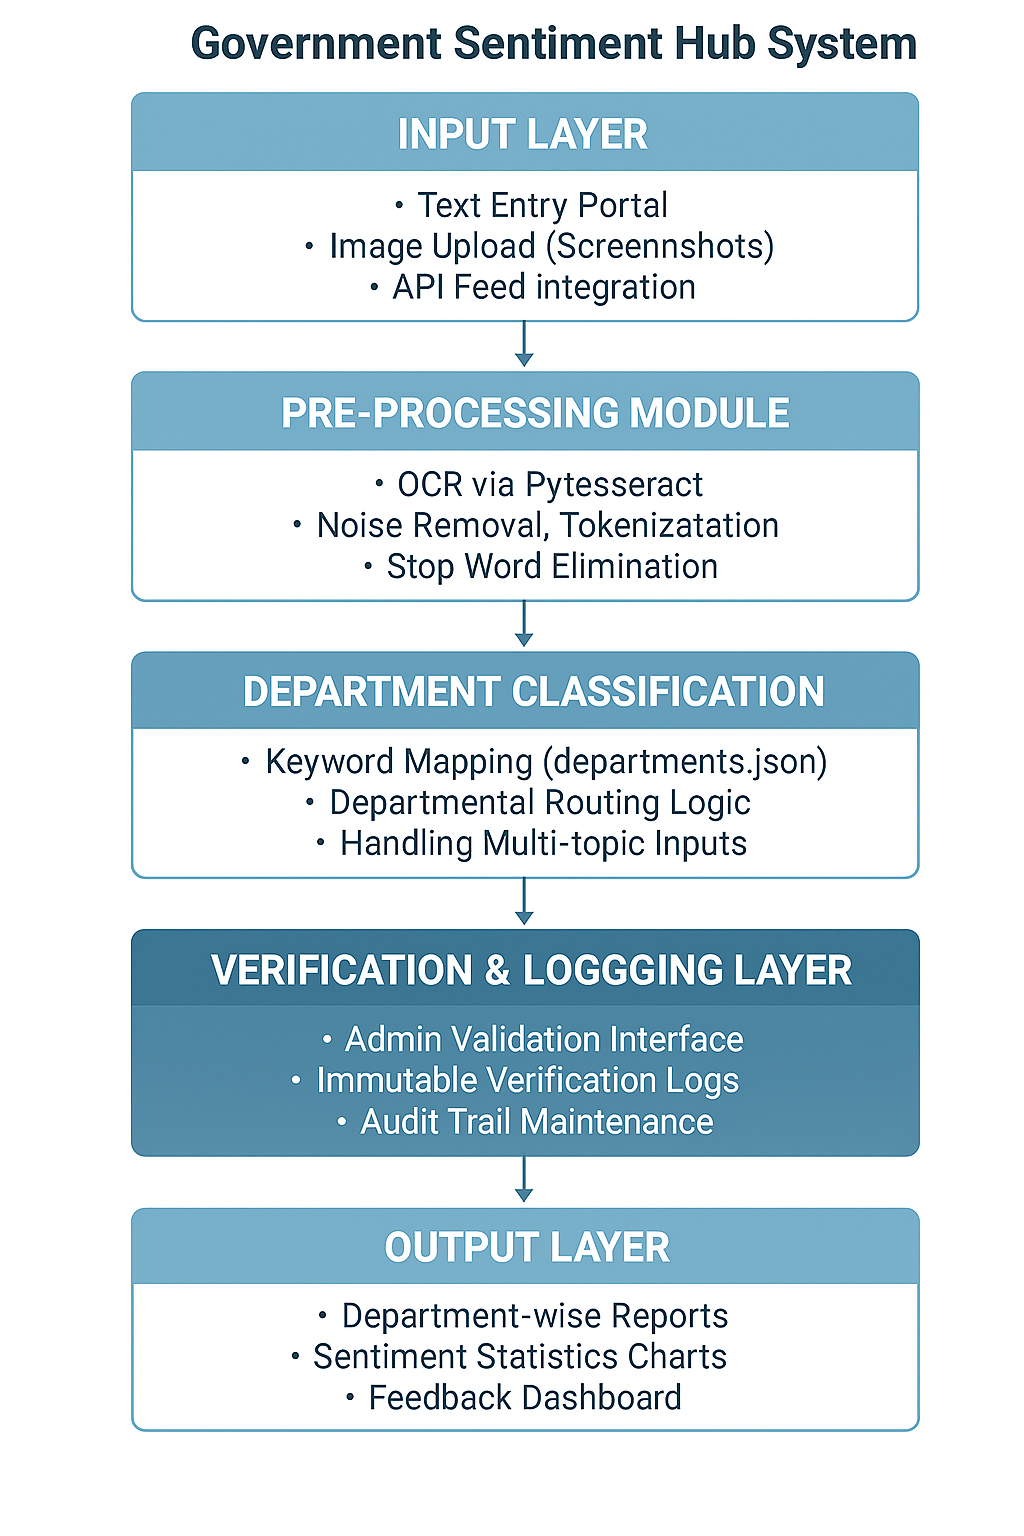 Government Sentiment Hub System
INPUT LAYER
• Text Entry Portal
• Image Upload (Screennshots)
• API Feed integration
PRE-PROCESSING MODULE
• OCR via Pytesseract
• Noise Removal, Tokenizatation
• Stop Word Elimination
DEPARTMENT CLASSIFICATION
• Keyword Mapping (departments.json)
• Departmental Routing Logic
• Handling Multi-topic Inputs
VERIFICATION & LOGGGING LAYER
• Admin Validation Interface
• Immutable Verification Logs
• Audit Trail Maintenance
OUTPUT LAYER
• Department-wise Reports
• Sentiment Statistics Charts
• Feedback Dashboard